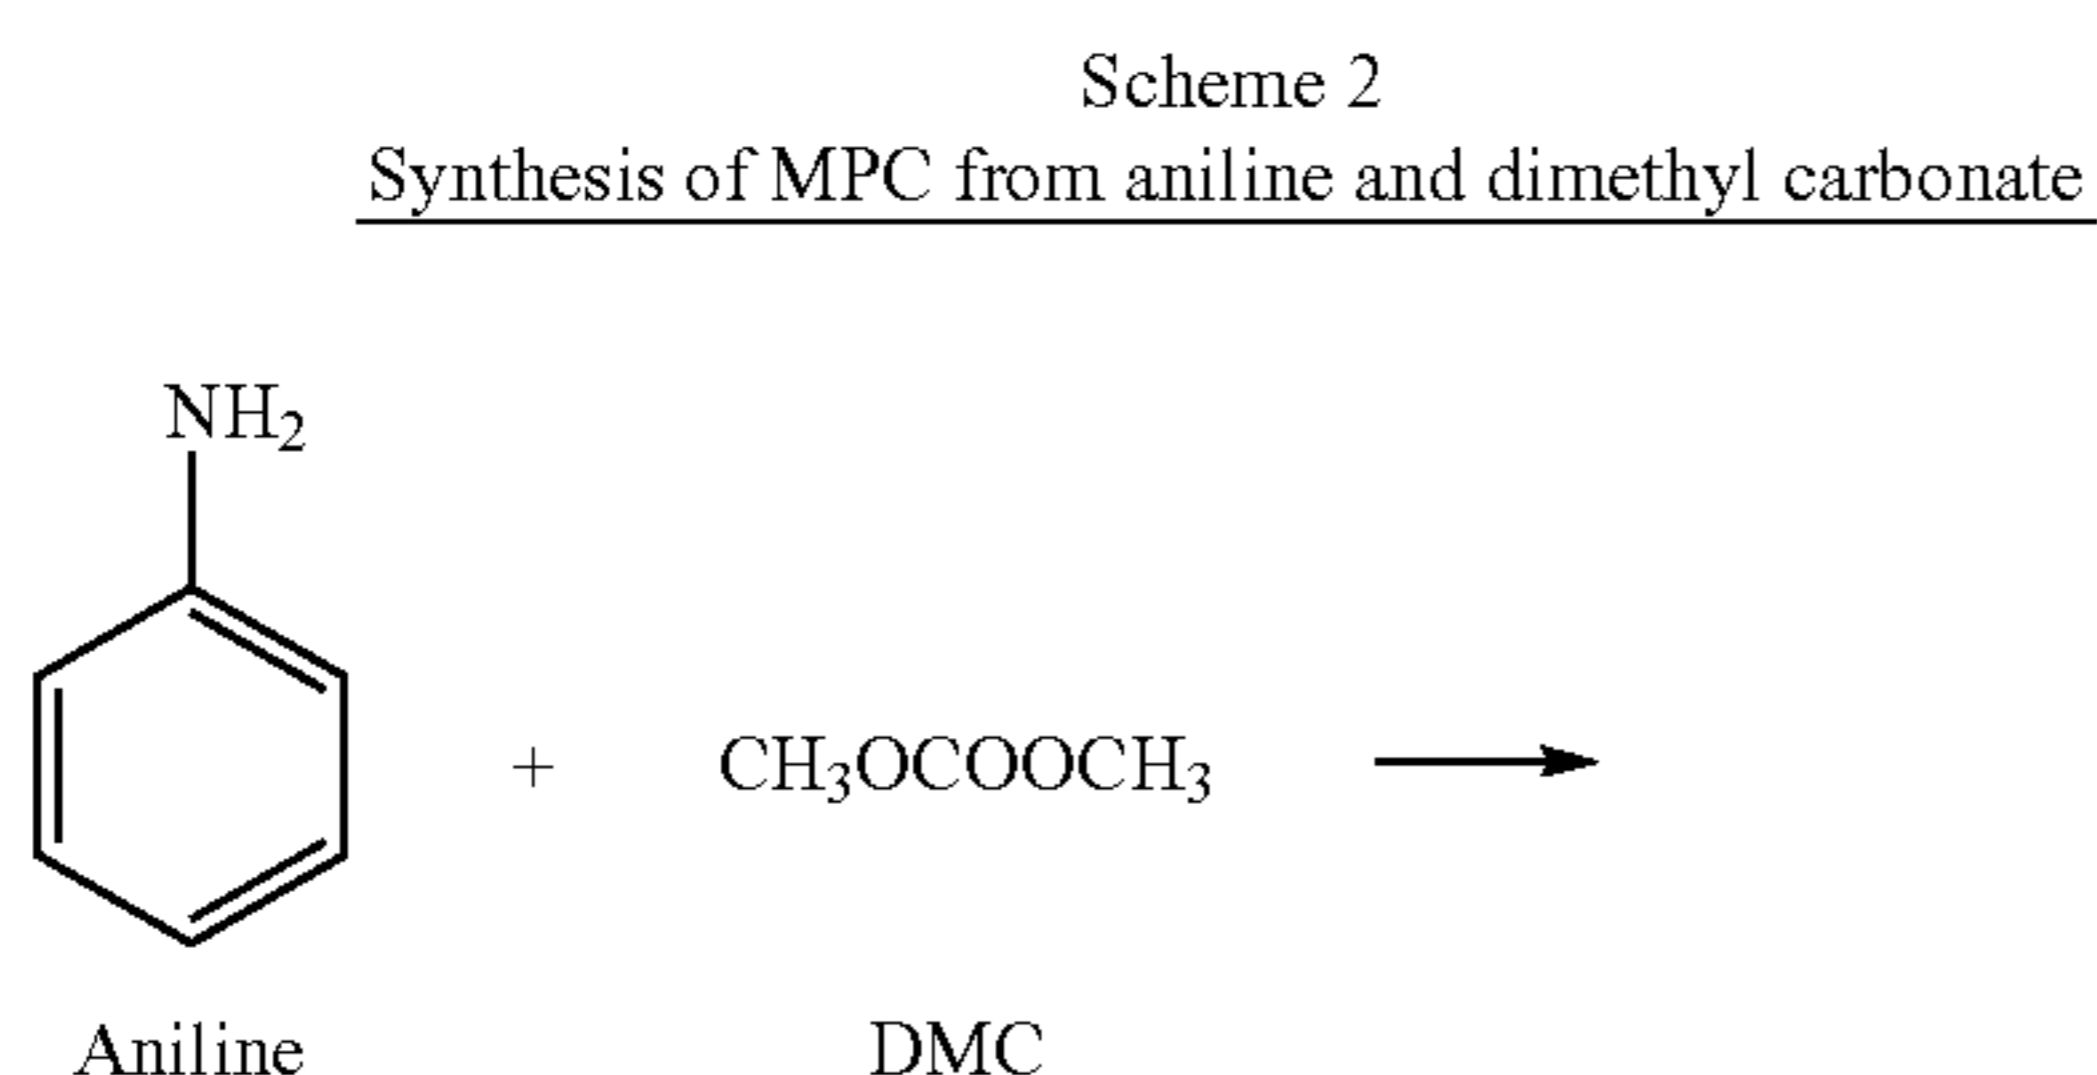 Scheme 2
Synthesis of MPC from aniline and dimethyl carbonate
NH₂
+ CH₃OCOOCH₃
Aniline DMC